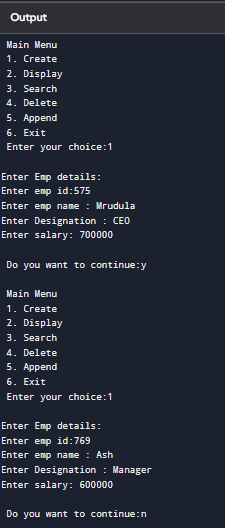 Output
Main Menu
1. Create
2. Display
3. Search
4. Delete
5. Append
6. Exit
Enter your choice:1
Enter Emp details:
Enter emp id:575
Enter emp name : Mrudula
Enter Designation : CEO
Enter salary: 700000
Do you want to continue:y
Main Menu
1. Create
2. Display
3. Search
4. Delete
5. Append
6. Exit
Enter your choice:1
Enter Emp details:
Enter emp id:769
Enter emp name : Ash
Enter Designation : Manager
Enter salary: 600000
Do you want to continue:n